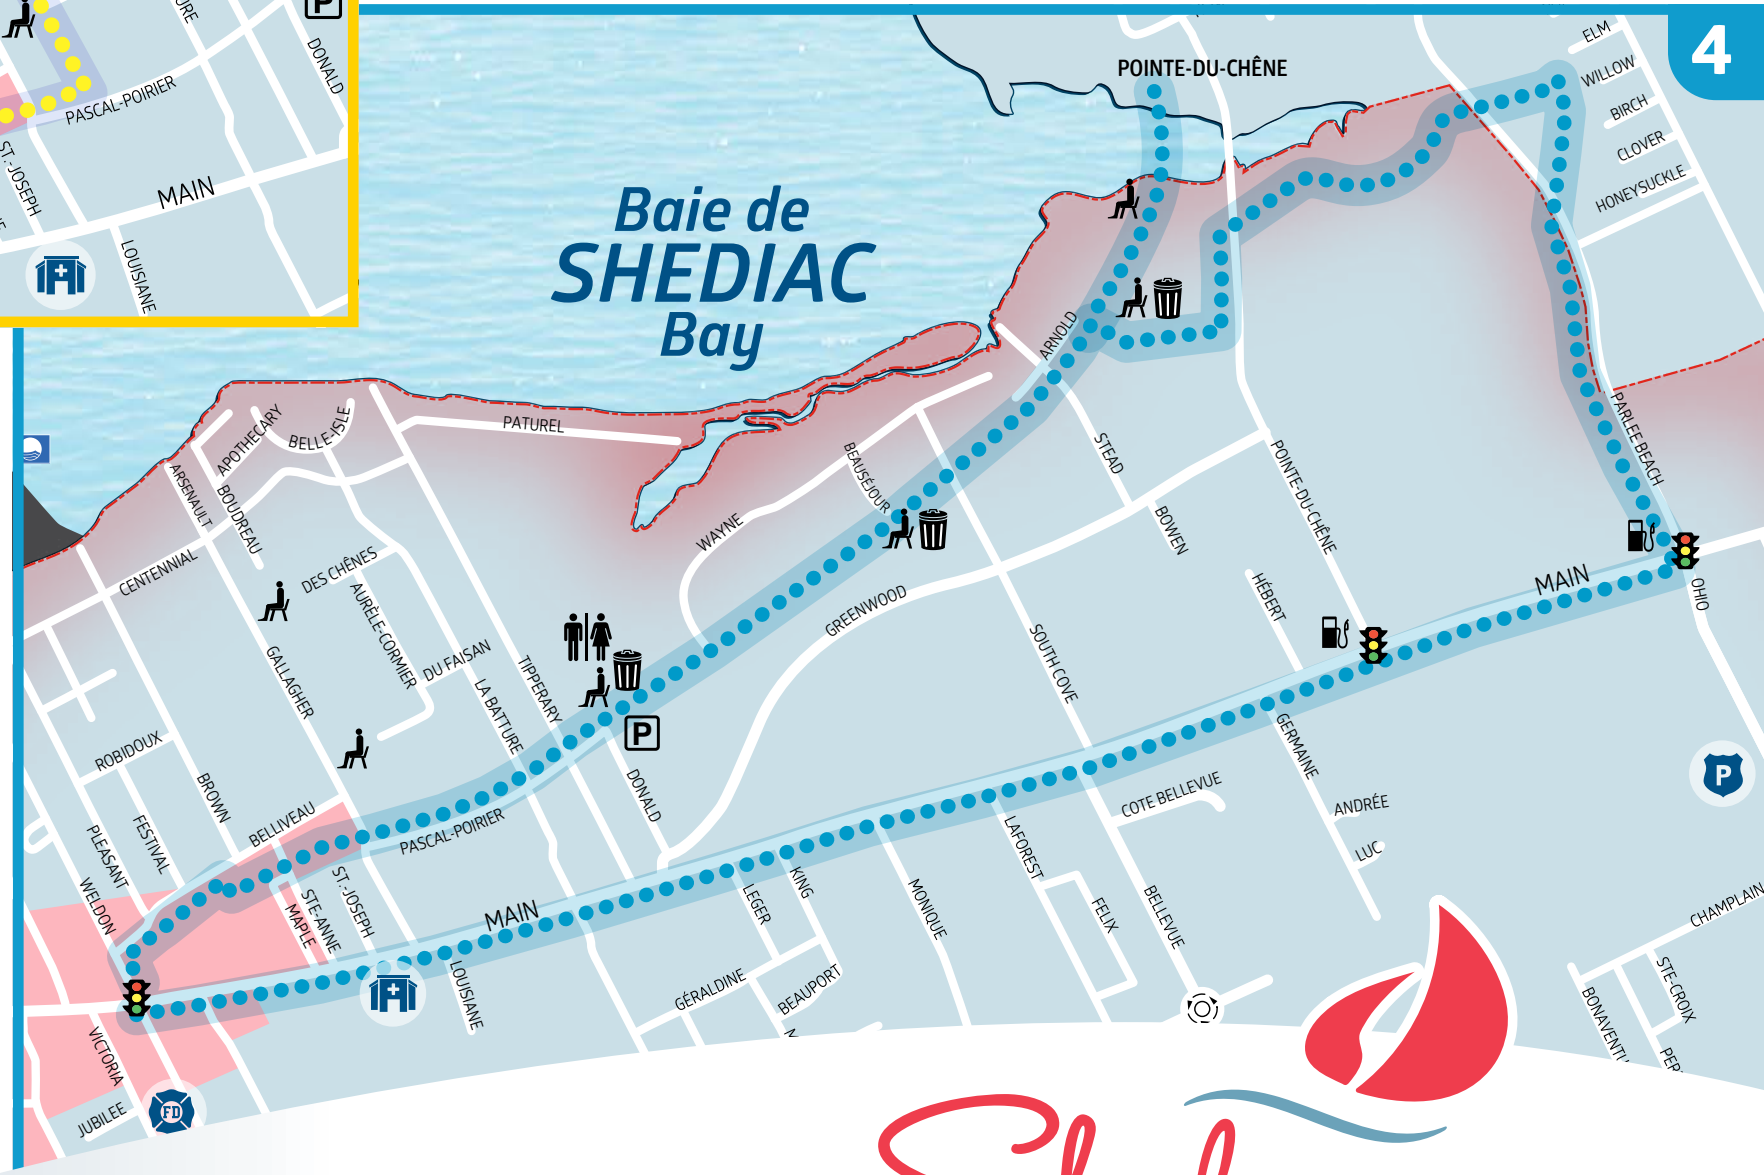 DONALD
PASCAL-POIRIER
ST.-JOSEPH
MAIN
LOUISIANE
P
4
POINTE-DU-CHÊNE
ELM
WILLOW
BIRCH
CLOVER
HONEYSUCKLE
Baie de
SHEDIAC
Bay
ARNOLD
PATUREL
APOTHECARY
BELLE-ISLE
ARSENAULT
BOUDREAU
CENTENNIAL
DES CHÊNES
AURÈLE-CORMIER
DU FAISAN
GALLAGHER
LA BATTURE
TIPPERARY
WAYNE
BEAUSÉJOUR
GREENWOOD
STEAD
BOWEN
POINTE-DU-CHÊNE
PARLEE BEACH
HÉBERT
MAIN
OHIO
SOUTH COVE
P
DONALD
ROBIDOUX
BROWN
BELLIVEAU
PASCAL-POIRIER
PLEASANT
FESTIVAL
WELDON
ST.-JOSEPH
STE-ANNE
MAPLE
MAIN
LOUISIANE
LEGER
KING
MONIQUE
LAFOREST
FELIX
BELLEVUE
COTE BELLEVUE
GERMAINE
ANDRÉE
LUC
P
CHAMPLAIN
STE-CROIX
BONAVENTU
PER
GÉRALDINE
BEAUPORT
VICTORIA
JUBILEE
FD